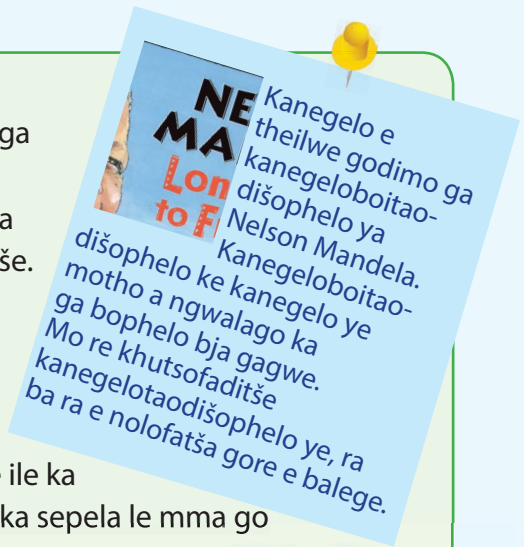 ga
a
še.
NE
MA
Lon
to F
Kanegelo e
theilwe godimo ga
kanegeloboitao-
dišophelo ya
Nelson Mandela.
Kanegeloboitao-
dišophelo ke kanegelo ye
motho a ngwalago ka
ga bophelo bja gagwe.
Mo re khutsofaditše
kanegelotaodišophelo ye, ra
ba ra e nolofatša gore e balege.
ile ka
ka sepela le mma go